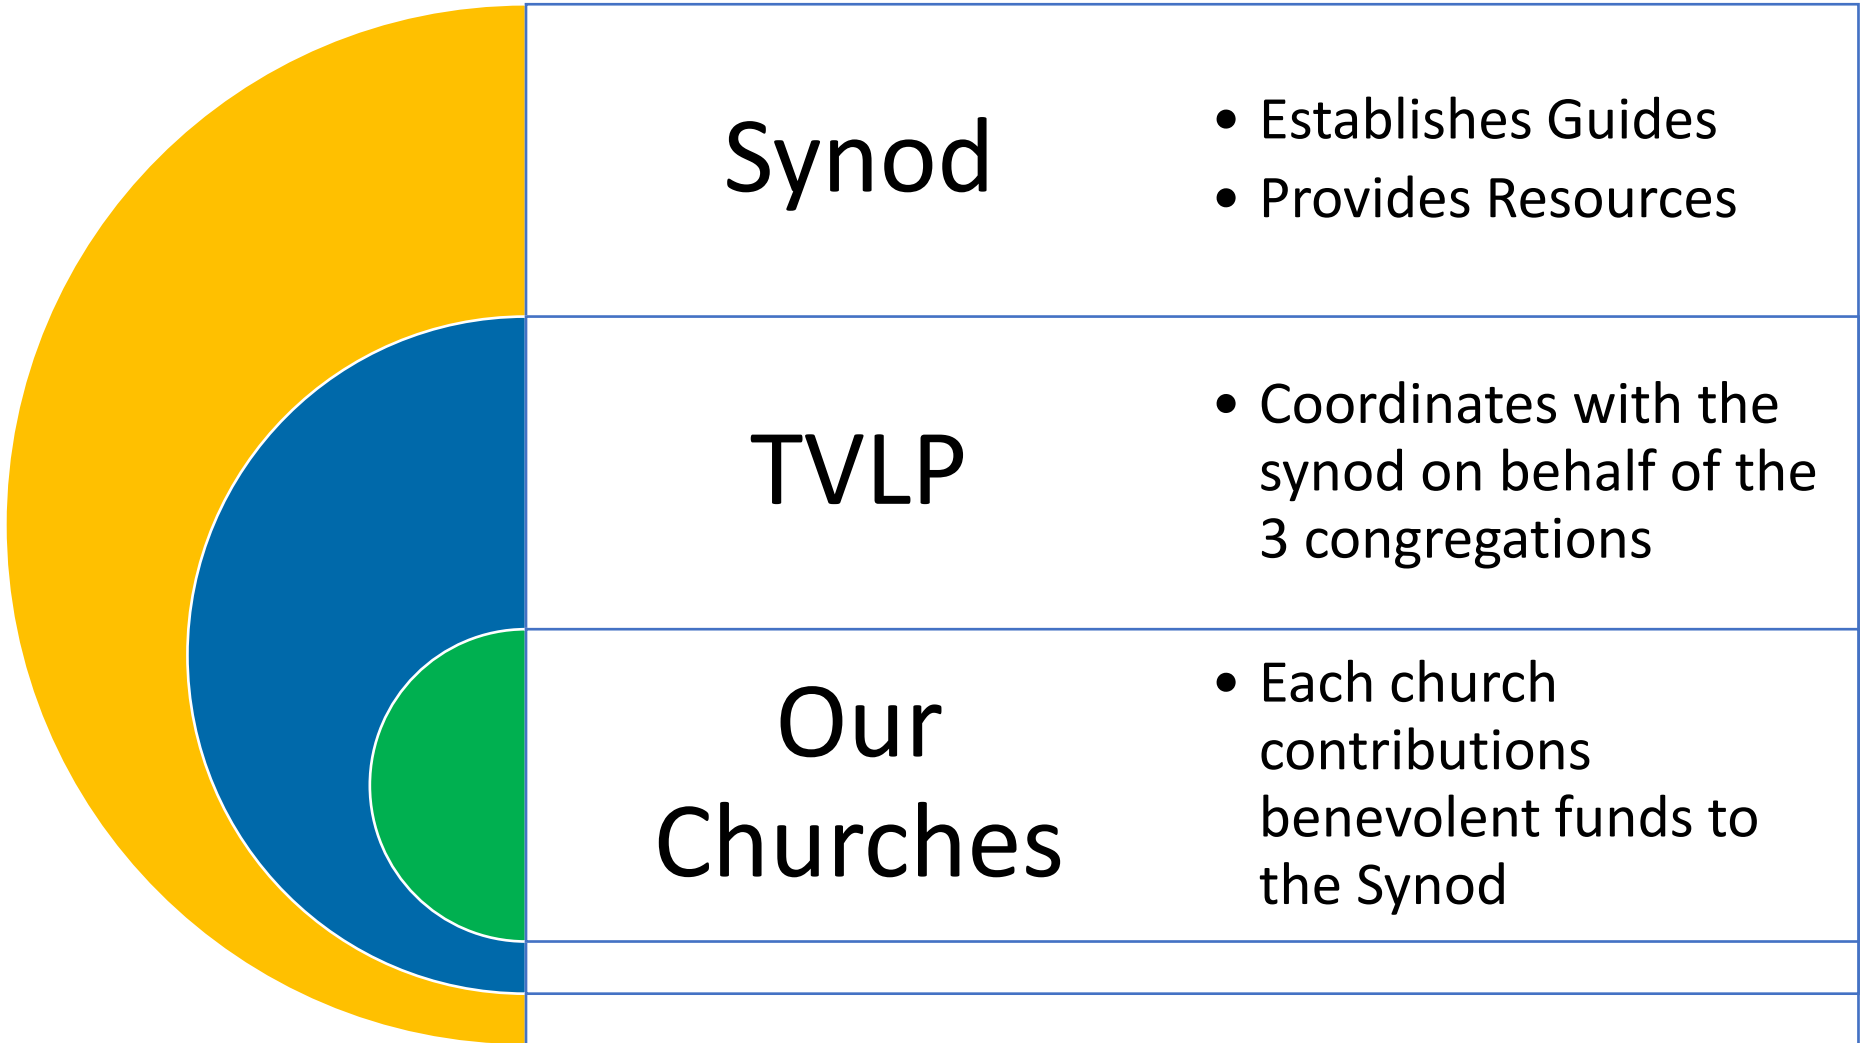 Synod
• Establishes Guides
• Provides Resources
TVLP
• Coordinates with the
synod on behalf of the
3 congregations
Our
Churches
• Each church
contributions
benevolent funds to
the Synod